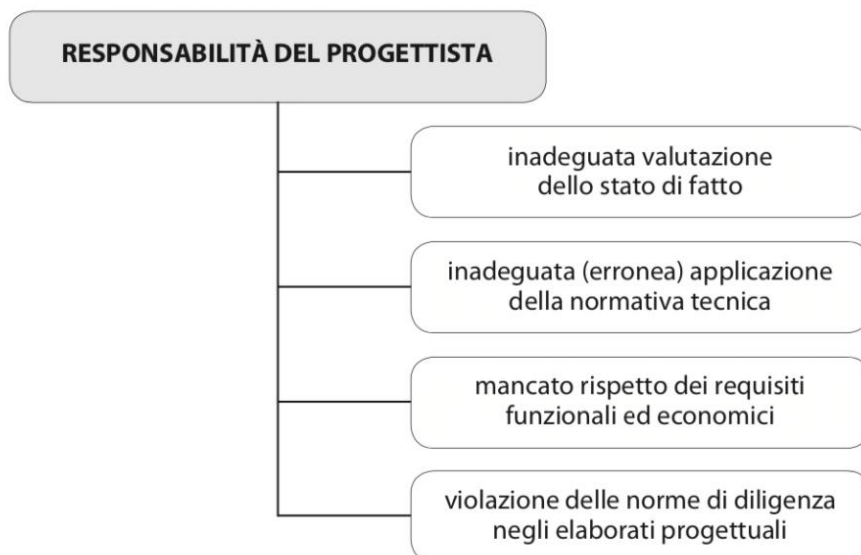 RESPONSABILITÀ DEL PROGETTISTA
inadeguata valutazione
dello stato di fatto
inadeguata (erronea) applicazione
della normativa tecnica
mancato rispetto dei requisiti
funzionali ed economici
violazione delle norme di diligenza
negli elaborati progettuali